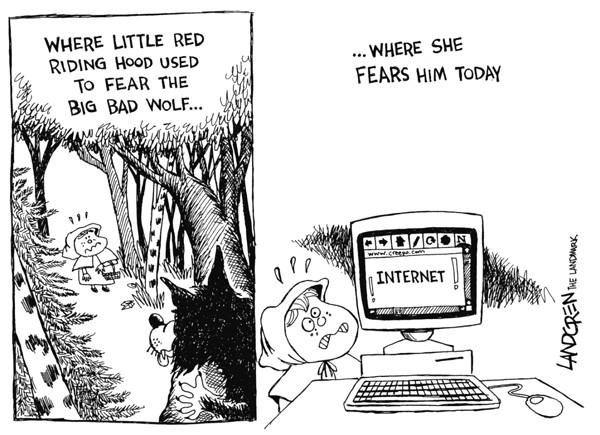 WHERE LITTLE RED
RIDING HOOD USED
TO FEAR THE
BIG BAD WOLF...
...WHERE SHE
FEARS HIM TODAY
N
www.creepo.com
INTERNET
LANDGREN THE LANDMARK